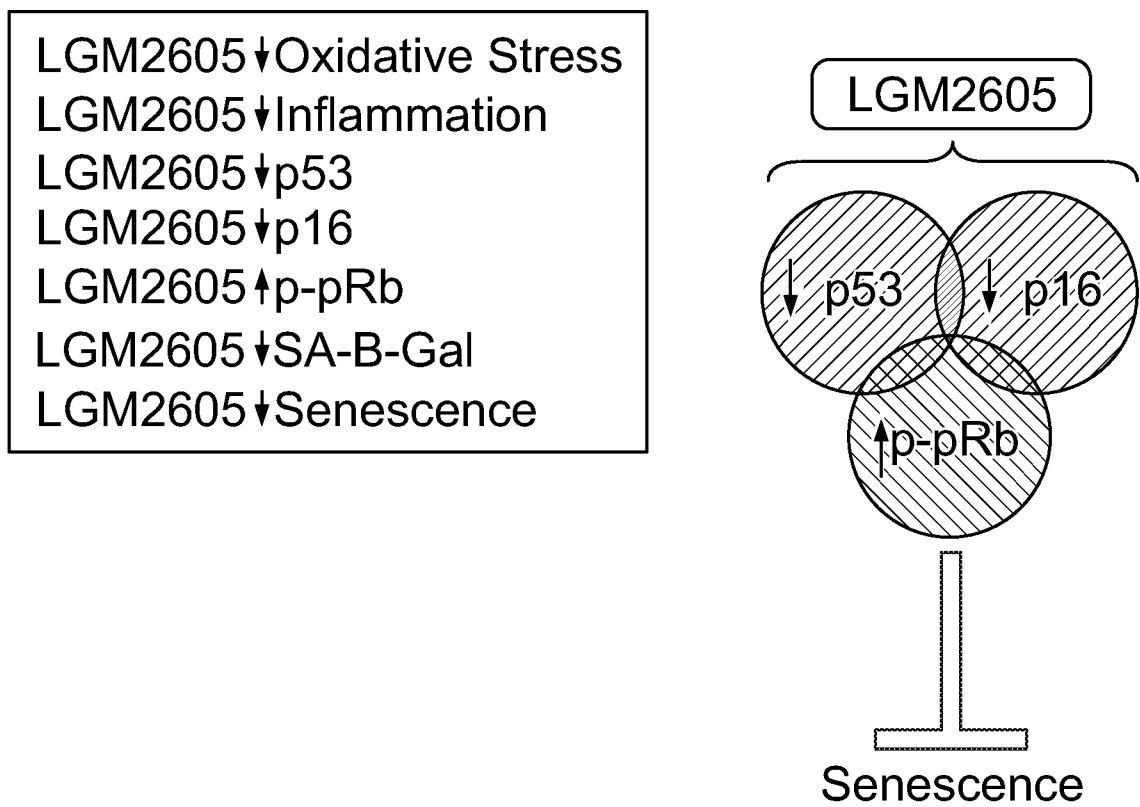 LGM2605↓Oxidative Stress
LGM2605↓Inflammation
LGM2605↓p53
LGM2605↓p16
LGM2605↑p-pRb
LGM2605↓SA-B-Gal
LGM2605↓Senescence
LGM2605
↓ p53 ↓ p16
↑p-pRb
Senescence